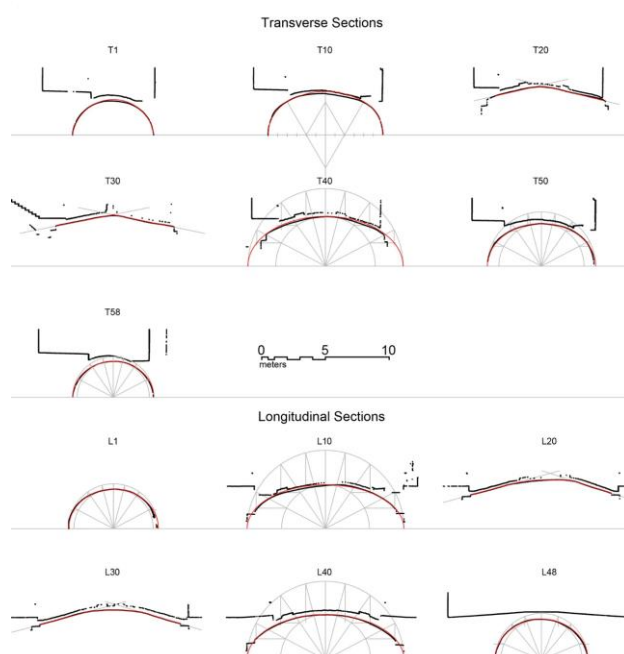 Transverse Sections
T1 T10 T20
T30 T40 T50
T58
0 5 10
meters
Longitudinal Sections
L1 L10 L20
L30 L40 L48